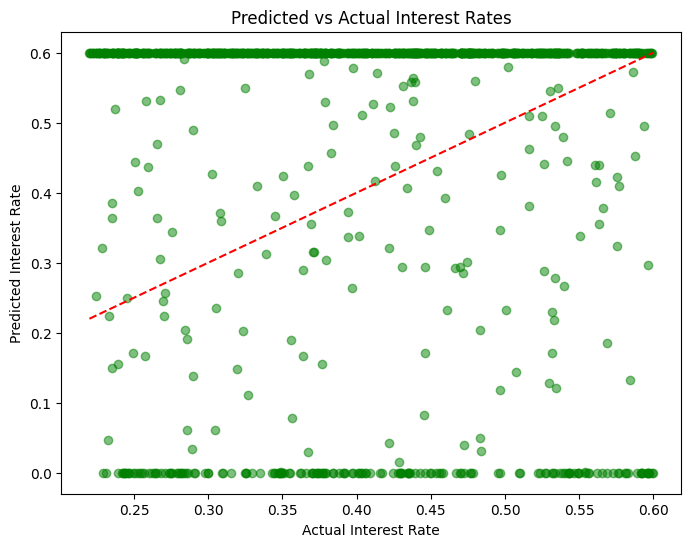 Predicted vs Actual Interest Rates
Predicted Interest Rate
0.6
0.5
0.4
0.3
0.2
0.1
0.0
0.25 0.30 0.35 0.40 0.45 0.50 0.55 0.60
Actual Interest Rate